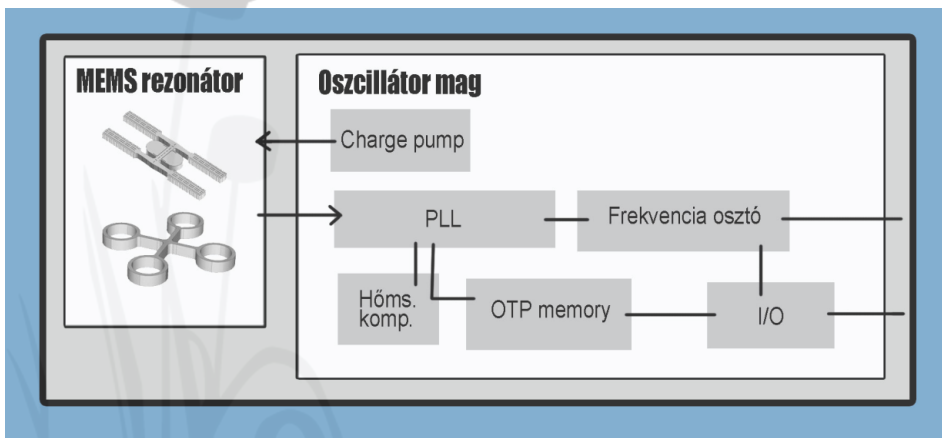 MEMS rezonátor
Oszcillátor mag
Charge pump
PLL
Frekvencia osztó
Hőms.
komp.
OTP memory
I/O